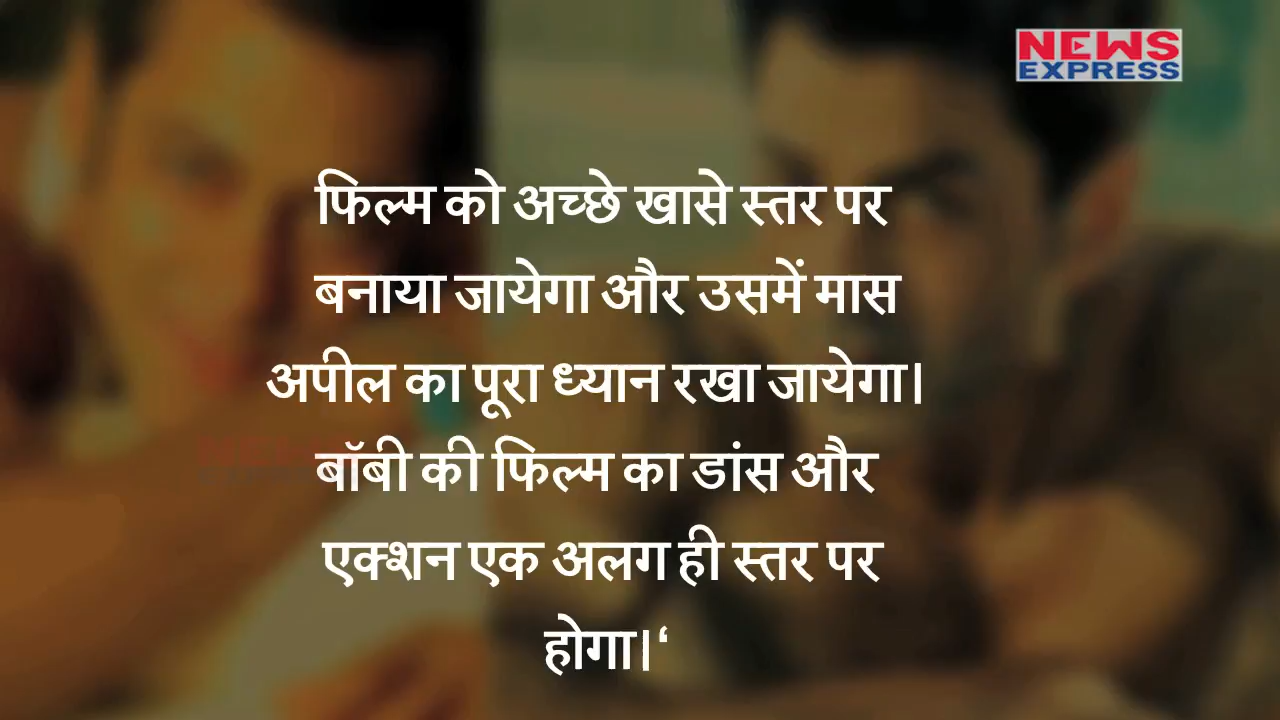 NEWS
EXPRESS
फिल्म को अच्छे खासे स्तर पर
बनाया जायेगा और उसमें मास
अपील का पूरा ध्यान रखा जायेगा।
बॉबी की फिल्म का डांस और
एक्शन एक अलग ही स्तर पर
होगा।‘